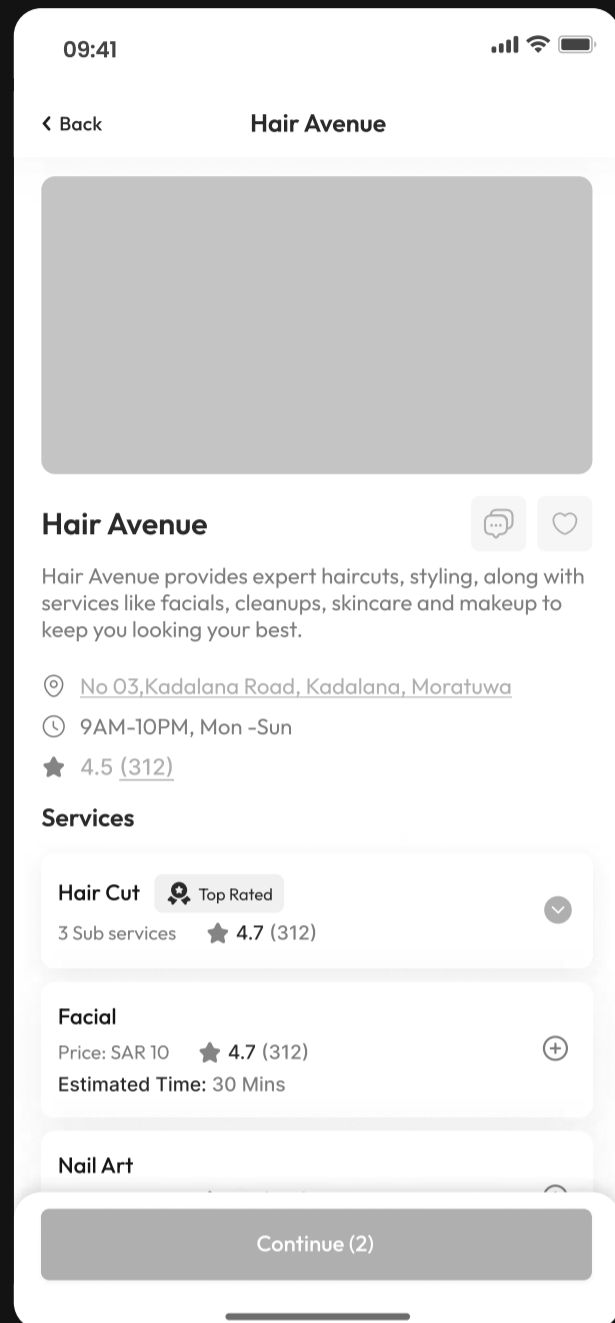 09:41
Back
Hair Avenue
Hair Avenue
Hair Avenue provides expert haircuts, styling, along with
services like facials, cleanups, skincare and makeup to
keep you looking your best.
No 03,Kadalana Road, Kadalana, Moratuwa
9AM-10PM, Mon -Sun
4.5 (312)
Services
Hair Cut Top Rated
3 Sub services 4.7 (312)
Facial
Price: SAR 10 4.7 (312)
Estimated Time: 30 Mins
Nail Art
Continue (2)